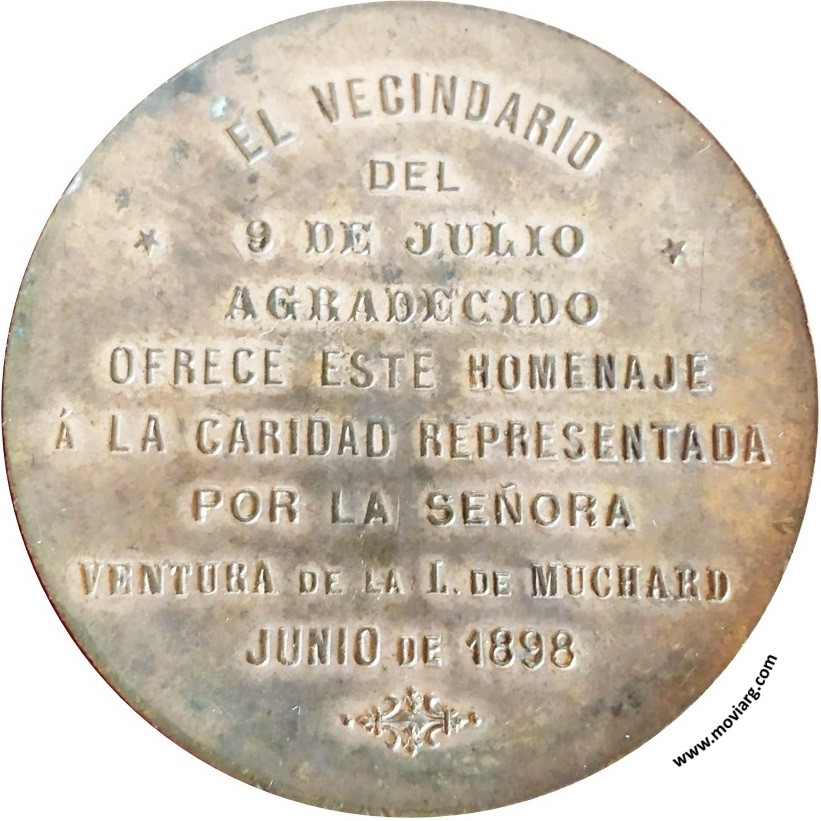 EL VECINDARIO
DEL
9 DE JULIO
AGRADECIDO
OFRECE ESTE HOMENAJE
Á LA CARIDAD REPRESENTADA
POR LA SEÑORA
VENTURA DE LA L. DE MUCHARD
JUNIO DE 1898
www.moviarg.com